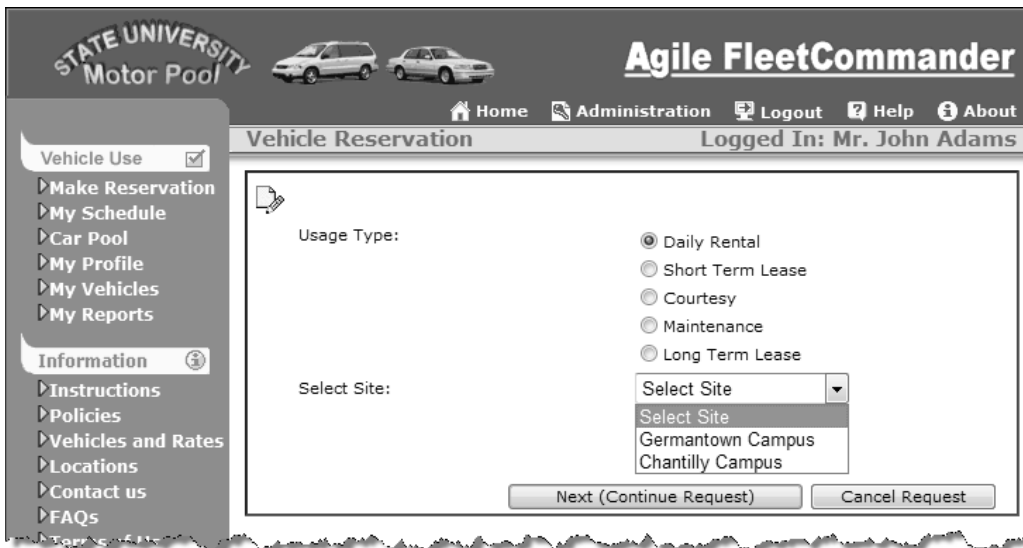 STATE UNIVERSITY
Motor Pool
Agile FleetCommander
Home Administration Logout Help About
Vehicle Reservation Logged In: Mr. John Adams
Vehicle Use
Make Reservation
My Schedule
Car Pool
My Profile
My Vehicles
My Reports
Information
Instructions
Policies
Vehicles and Rates
Locations
Contact us
FAQs
Terms of
Usage Type:
Daily Rental
Short Term Lease
Courtesy
Maintenance
Long Term Lease
Select Site:
Select Site
Select Site
Germantown Campus
Chantilly Campus
Next (Continue Request) Cancel Request